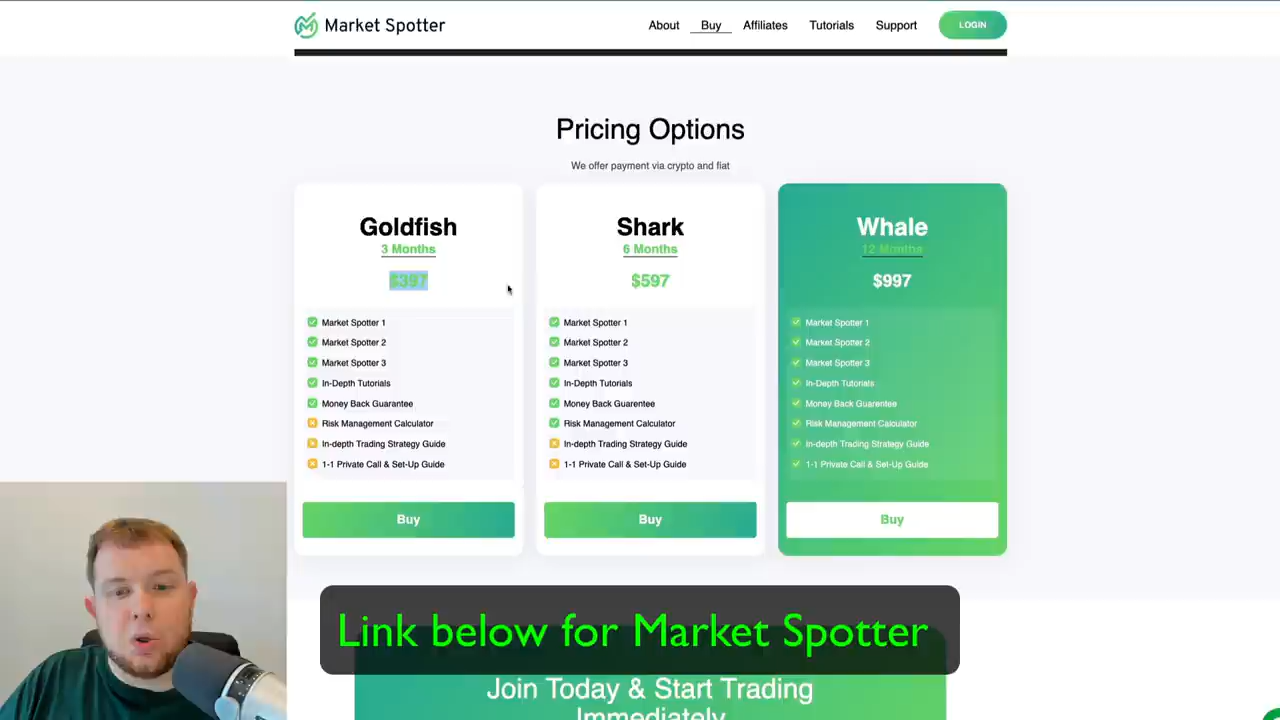 Market Spotter
About
Buy
Affiliates
Tutorials
Support
LOGIN
Pricing Options
We offer payment via crypto and fiat
Goldfish
3 Months
$397
Market Spotter 1
Market Spotter 2
Market Spotter 3
In-Depth Tutorials
Money Back Guarentee
Risk Management Calculator
In-depth Trading Strategy Guide
1-1 Private Call & Set-Up Guide
Buy
Shark
6 Months
$597
Market Spotter 1
Market Spotter 2
Market Spotter 3
In-Depth Tutorials
Money Back Guarentee
Risk Management Calculator
In-depth Trading Strategy Guide
1-1 Private Call & Set-Up Guide
Buy
Whale
12 Months
$997
Market Spotter 1
Market Spotter 2
Market Spotter 3
In-Depth Tutorials
Money Back Guarentee
Risk Management Calculator
In-depth Trading Strategy Guide
1-1 Private Call & Set-Up Guide
Buy
Link below for Market Spotter
Join Today & Start Trading
Immediately